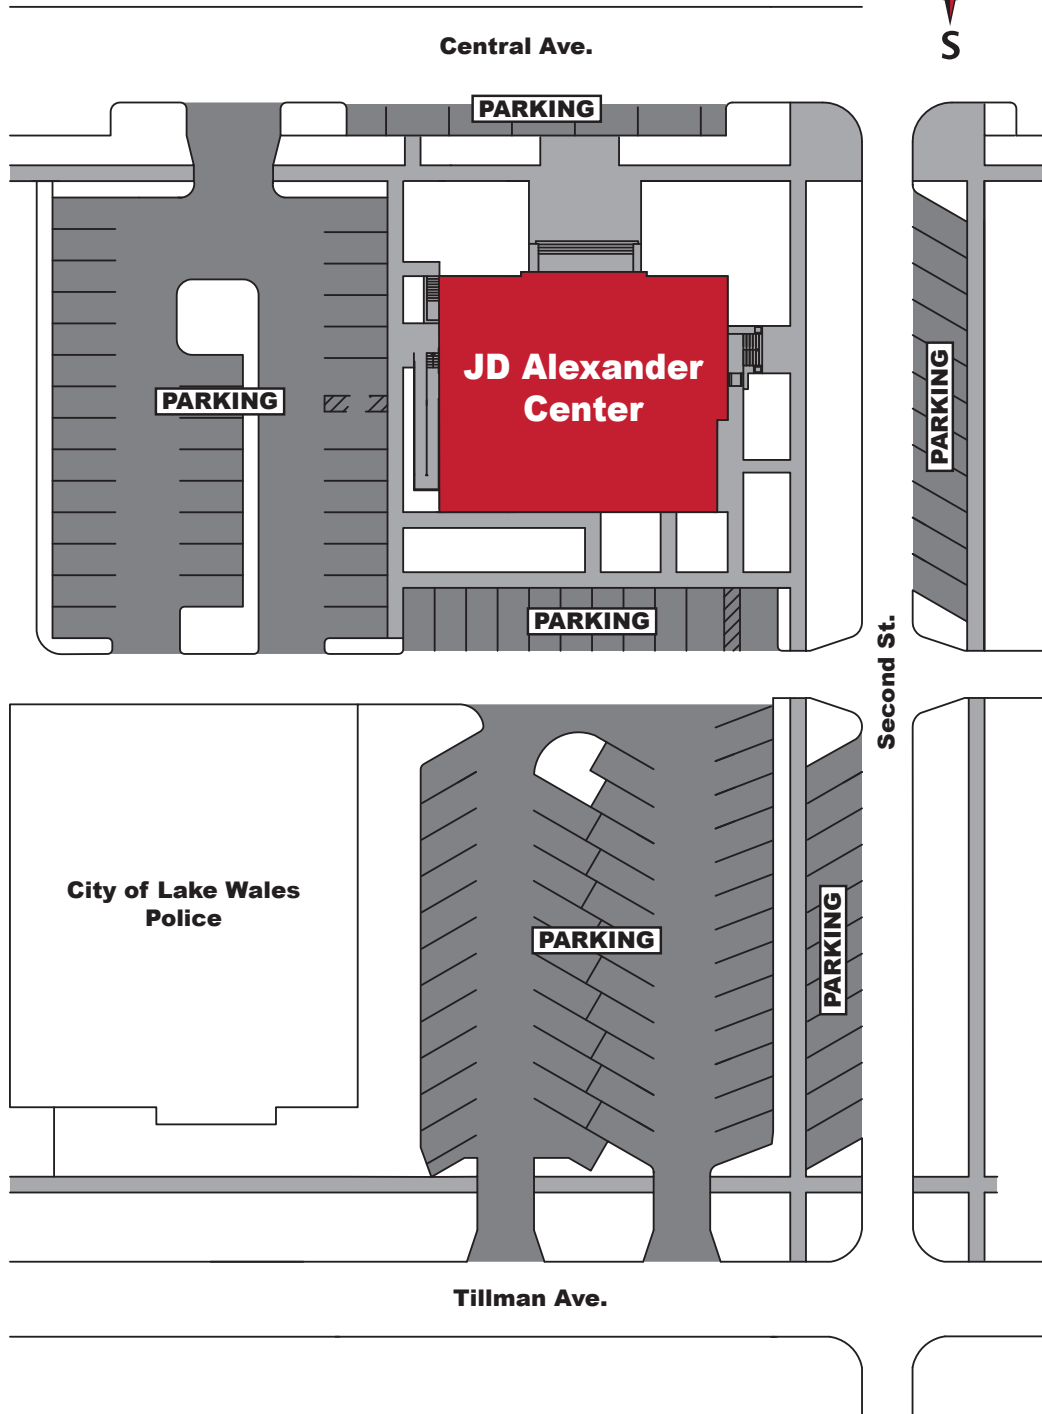 S
Central Ave.
PARKING
JD Alexander
Center
PARKING
PARKING
PARKING
Second St.
City of Lake Wales
Police
PARKING
PARKING
Tillman Ave.